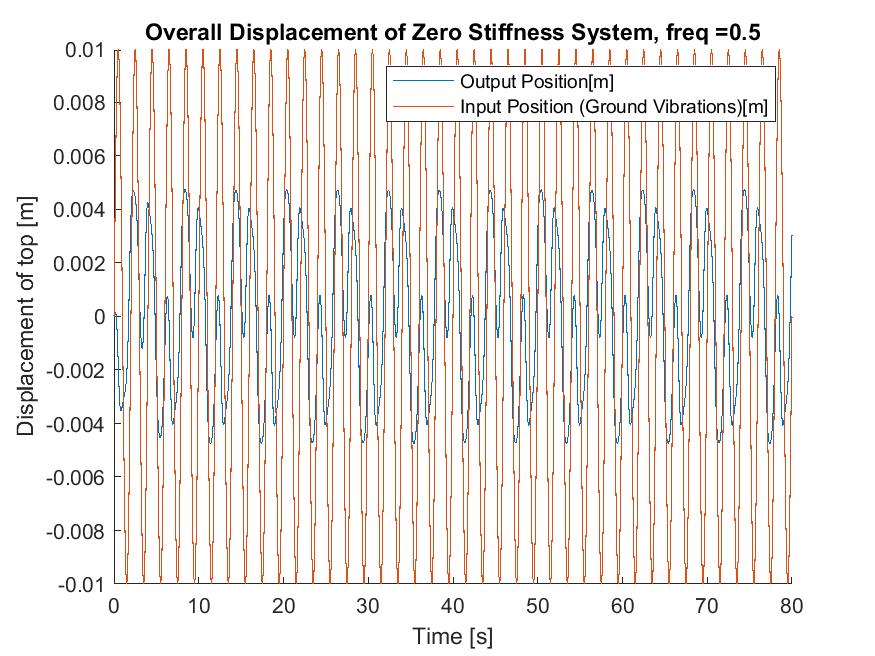 Overall Displacement of Zero Stiffness System, freq =0.5
Output Position[m]
Input Position (Ground Vibrations)[m]
Displacement of top [m]
0.01
0.008
0.006
0.004
0.002
0
-0.002
-0.004
-0.006
-0.008
-0.01
0 10 20 30 40 50 60 70 80
Time [s]